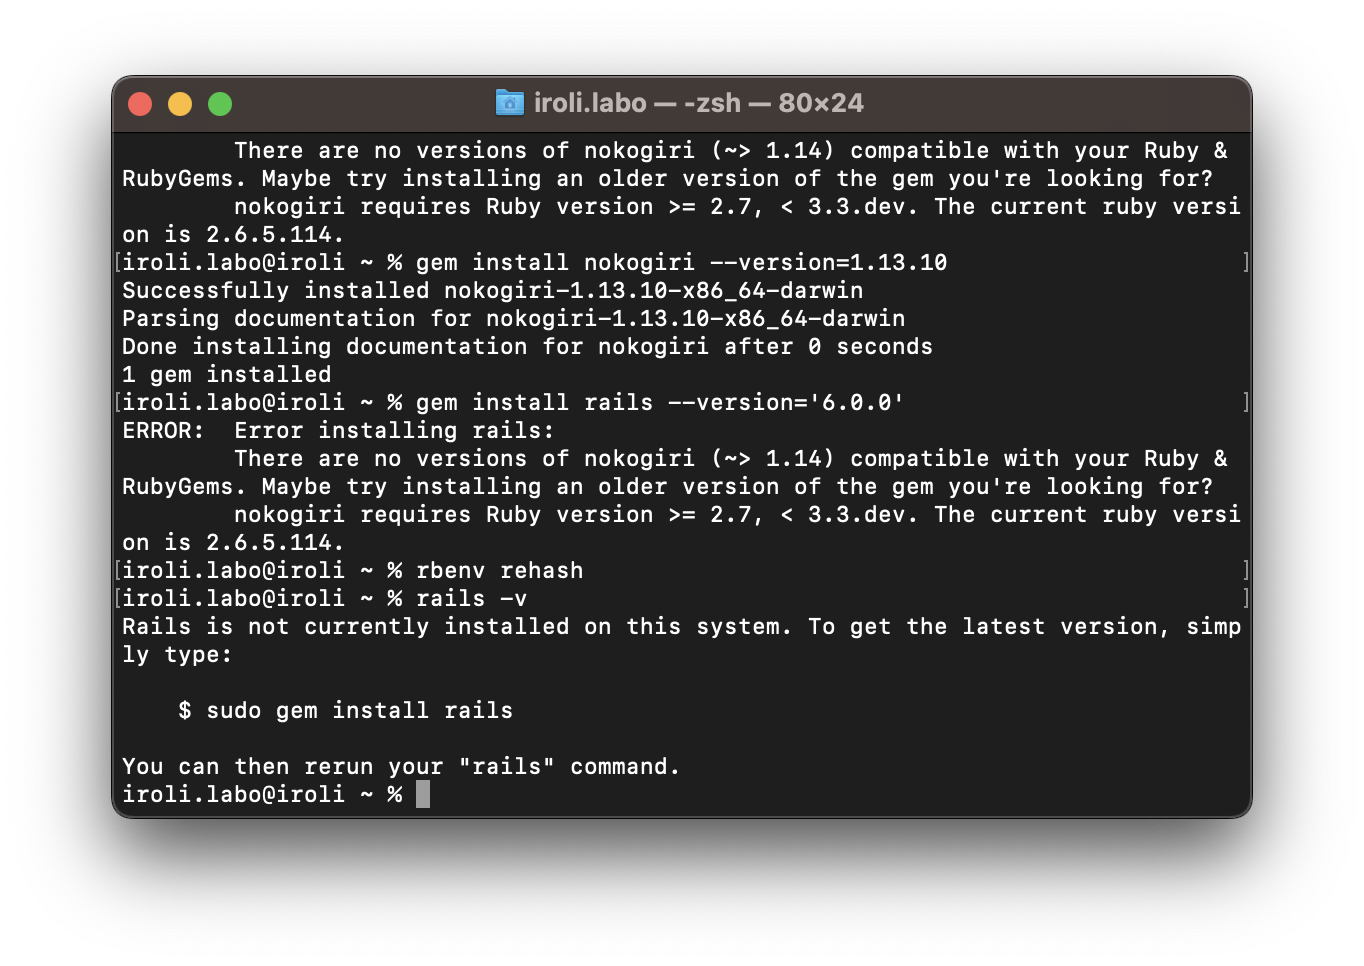 iroli.labo — -zsh — 80×24
There are no versions of nokogiri (~> 1.14) compatible with your Ruby &
RubyGems. Maybe try installing an older version of the gem you're looking for?
nokogiri requires Ruby version >= 2.7, < 3.3.dev. The current ruby versi
on is 2.6.5.114.
[iroli.labo@iroli ~ % gem install nokogiri --version=1.13.10 ]
Successfully installed nokogiri-1.13.10-x86_64-darwin
Parsing documentation for nokogiri-1.13.10-x86_64-darwin
Done installing documentation for nokogiri after 0 seconds
1 gem installed
[iroli.labo@iroli ~ % gem install rails --version='6.0.0' ]
ERROR:  Error installing rails:
There are no versions of nokogiri (~> 1.14) compatible with your Ruby &
RubyGems. Maybe try installing an older version of the gem you're looking for?
nokogiri requires Ruby version >= 2.7, < 3.3.dev. The current ruby versi
on is 2.6.5.114.
[iroli.labo@iroli ~ % rbenv rehash ]
[iroli.labo@iroli ~ % rails -v ]
Rails is not currently installed on this system. To get the latest version, simp
ly type:
$ sudo gem install rails
You can then rerun your "rails" command.
iroli.labo@iroli ~ %